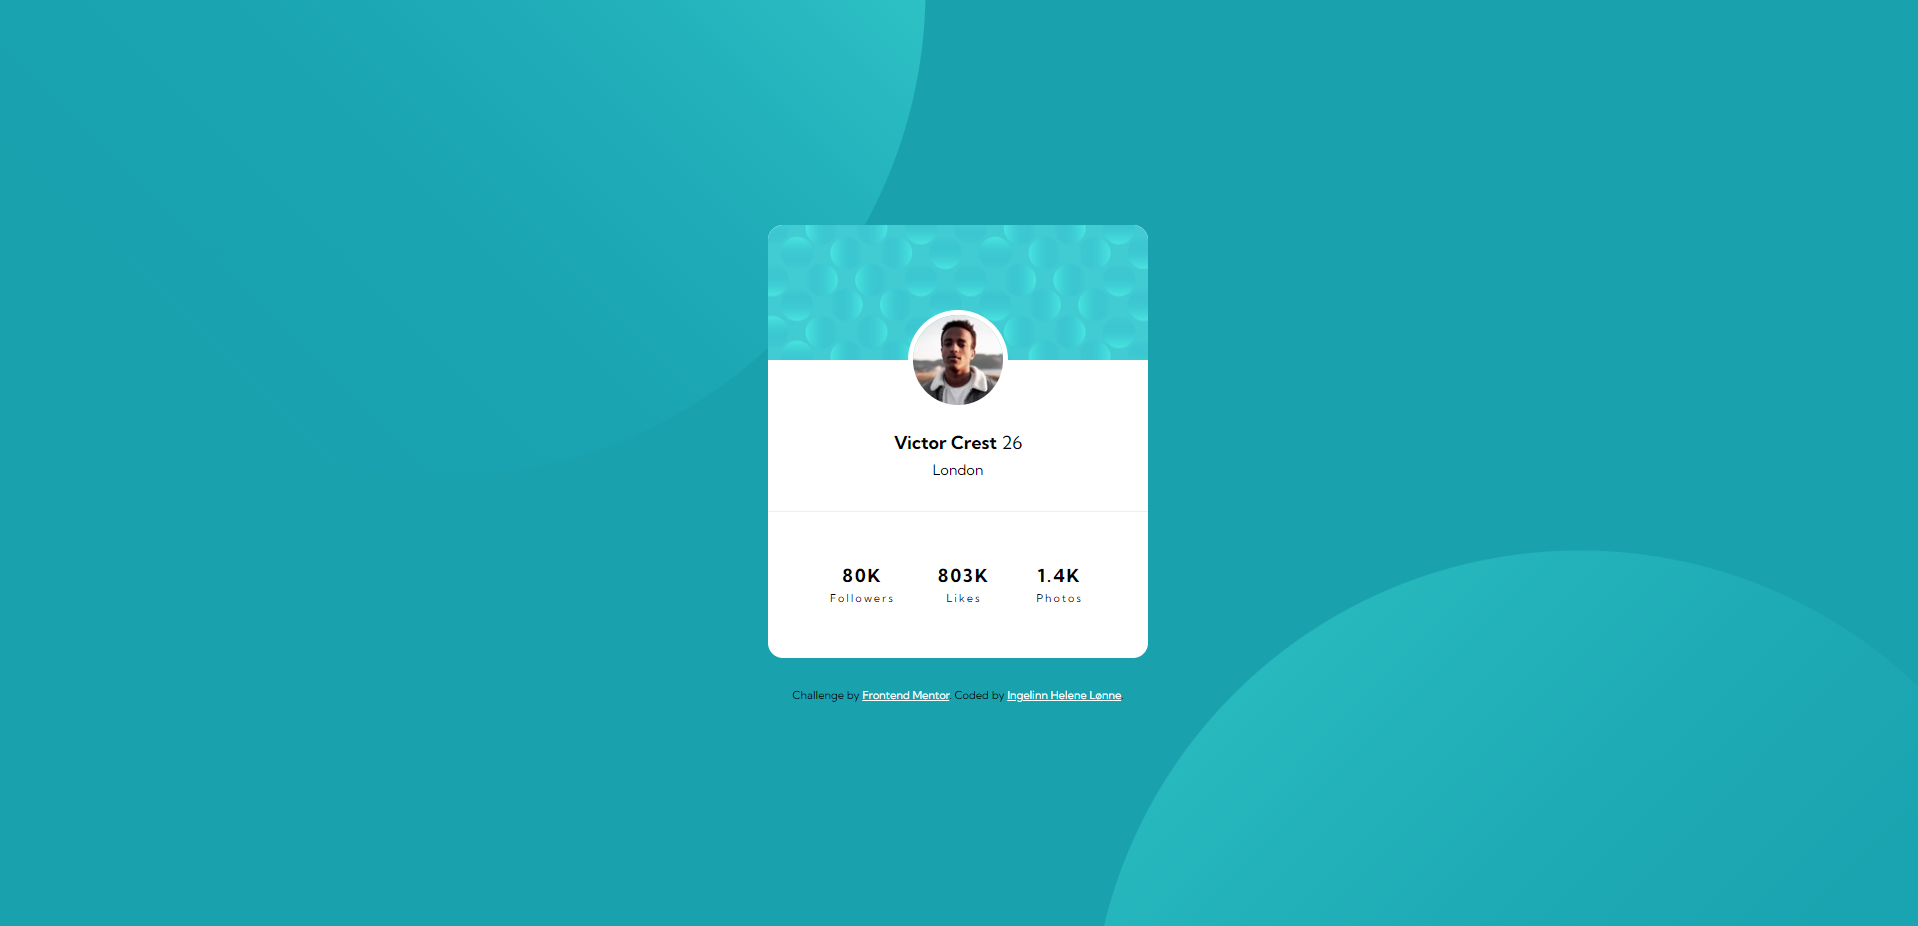 Victor Crest 26
London
80K 803K 1.4K
Followers Likes Photos
Challenge by Frontend Mentor. Coded by Ingelinn Helene Lønne